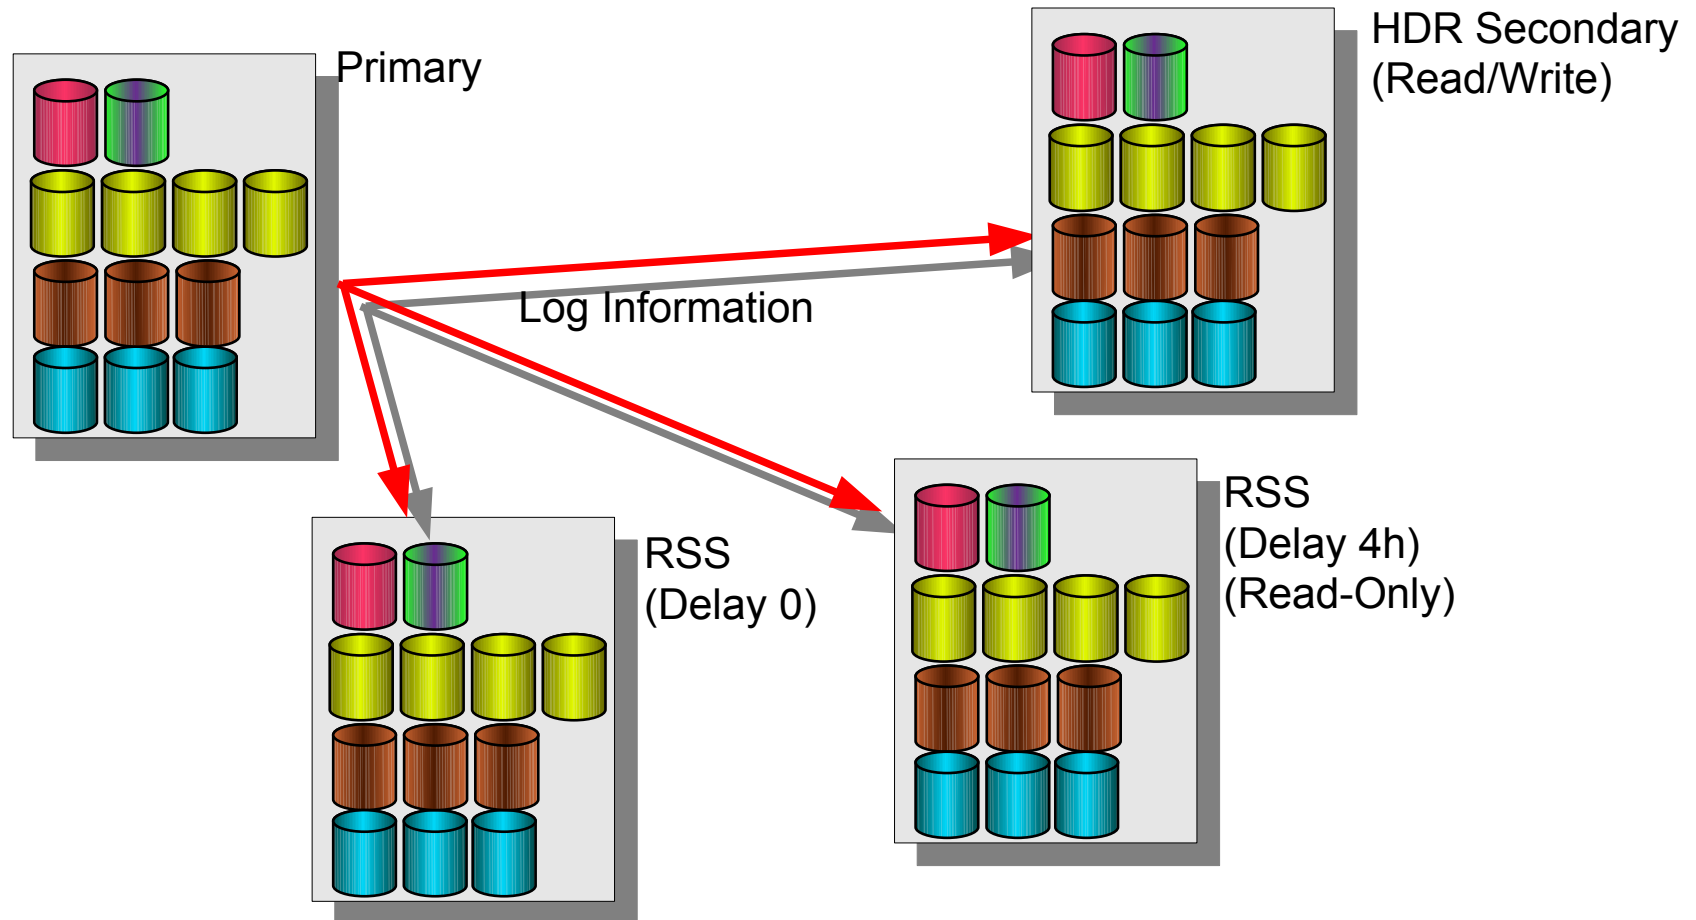 Primary
HDR Secondary
(Read/Write)
Log Information
RSS
(Delay 0)
RSS
(Delay 4h)
(Read-Only)